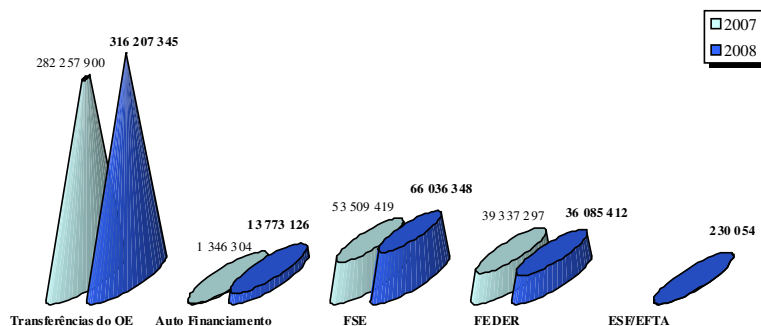 2007
2008
316 207 345
282 257 900
66 036 348
53 509 419
13 773 126
39 337 297
36 085 412
1 346 304
230 054
Transferências do OE
Auto Financiamento
FSE
FEDER
ESF/EFTA